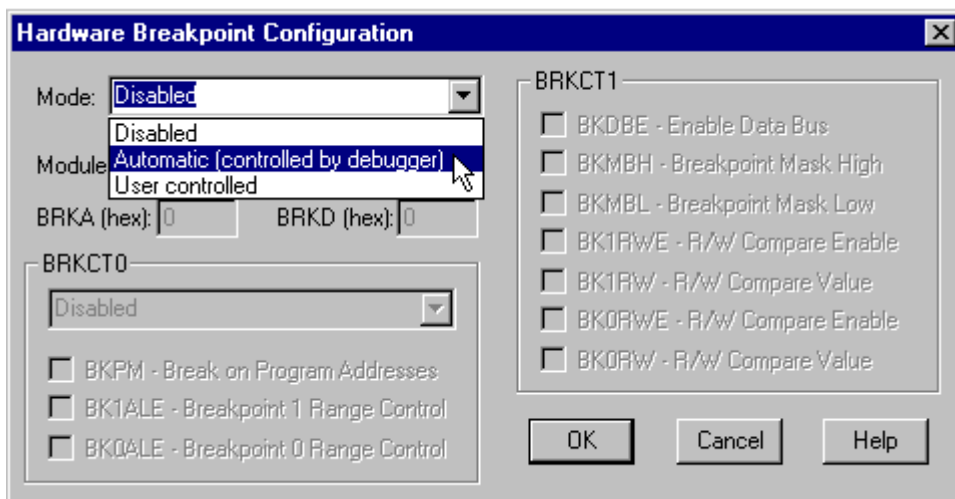 Hardware Breakpoint Configuration
Mode: Disabled
Disabled
Automatic (controlled by debugger)
User controlled
Module
BRKA (hex): 0 BRKD (hex): 0
BRKCT0
Disabled
BKPM - Break on Program Addresses
BK1ALE - Breakpoint 1 Range Control
BK0ALE - Breakpoint 0 Range Control
BRKCT1
BKDBE - Enable Data Bus
BKMBH - Breakpoint Mask High
BKMBL - Breakpoint Mask Low
BK1RWE - R/W Compare Enable
BK1RW - R/W Compare Value
BK0RWE - R/W Compare Enable
BK0RW - R/W Compare Value
OK Cancel Help